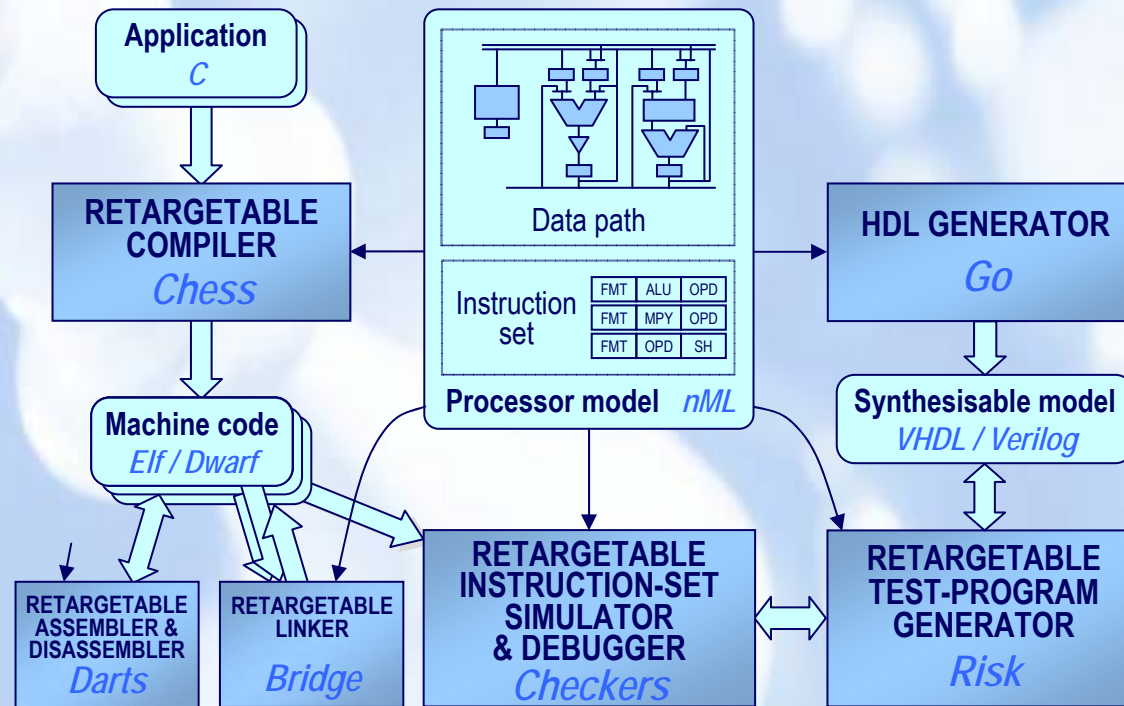 Application
C
RETARGETABLE
COMPILER
Chess
Machine code
Elf / Dwarf
RETARGETABLE
ASSEMBLER &
DISASSEMBLER
Darts
RETARGETABLE
LINKER
Bridge
Data path
Instruction
set
FMT ALU OPD
FMT MPY OPD
FMT OPD SH
Processor model nML
RETARGETABLE
INSTRUCTION-SET
SIMULATOR
& DEBUGGER
Checkers
HDL GENERATOR
Go
Synthesisable model
VHDL / Verilog
RETARGETABLE
TEST-PROGRAM
GENERATOR
Risk